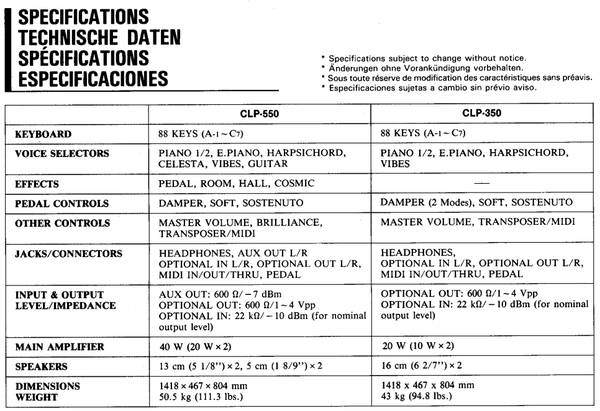 SPECIFICATIONS
TECHNISCHE DATEN
SPÉCIFICATIONS
ESPECIFICACIONES
* Specifications subject to change without notice.
* Änderungen ohne Vorankündigung vorbehalten.
* Sous toute réserve de modification des caractéristiques sans préavis.
* Especificaciones sujetas a cambio sin prévio aviso.
CLP-550 CLP-350
KEYBOARD 88 KEYS (A-1 ~ C7) 88 KEYS (A-1 ~ C7)
VOICE SELECTORS PIANO 1/2, E.PIANO, HARPSICHORD, PIANO 1/2, E.PIANO, HARPSICHORD,
CELESTA, VIBES, GUITAR VIBES
EFFECTS PEDAL, ROOM, HALL, COSMIC —
PEDAL CONTROLS DAMPER, SOFT, SOSTENUTO DAMPER (2 Modes), SOFT, SOSTENUTO
OTHER CONTROLS MASTER VOLUME, BRILLIANCE, MASTER VOLUME, TRANSPOSER/MIDI
TRANSPOSER/MIDI
JACKS/CONNECTORS HEADPHONES, AUX OUT L/R HEADPHONES,
OPTIONAL IN L/R, OPTIONAL OUT L/R, OPTIONAL IN L/R, OPTIONAL OUT L/R,
MIDI IN/OUT/THRU, PEDAL MIDI IN/OUT/THRU, PEDAL
INPUT & OUTPUT AUX OUT: 600 Ω/−7 dBm OPTIONAL OUT: 600 Ω/1~4 Vpp
LEVEL/IMPEDANCE OPTIONAL OUT: 600 Ω/1~4 Vpp OPTIONAL IN: 22 kΩ/−10 dBm (for nominal
OPTIONAL IN: 22 kΩ/−10 dBm (for nominal output level)
output level)
MAIN AMPLIFIER 40 W (20 W × 2) 20 W (10 W × 2)
SPEAKERS 13 cm (5 1/8") × 2, 5 cm (1 8/9") × 2 16 cm (6 2/7") × 2
DIMENSIONS 1418 × 467 × 804 mm 1418 x 467 x 804 mm
WEIGHT 50.5 kg (111.3 lbs.) 43 kg (94.8 lbs.)